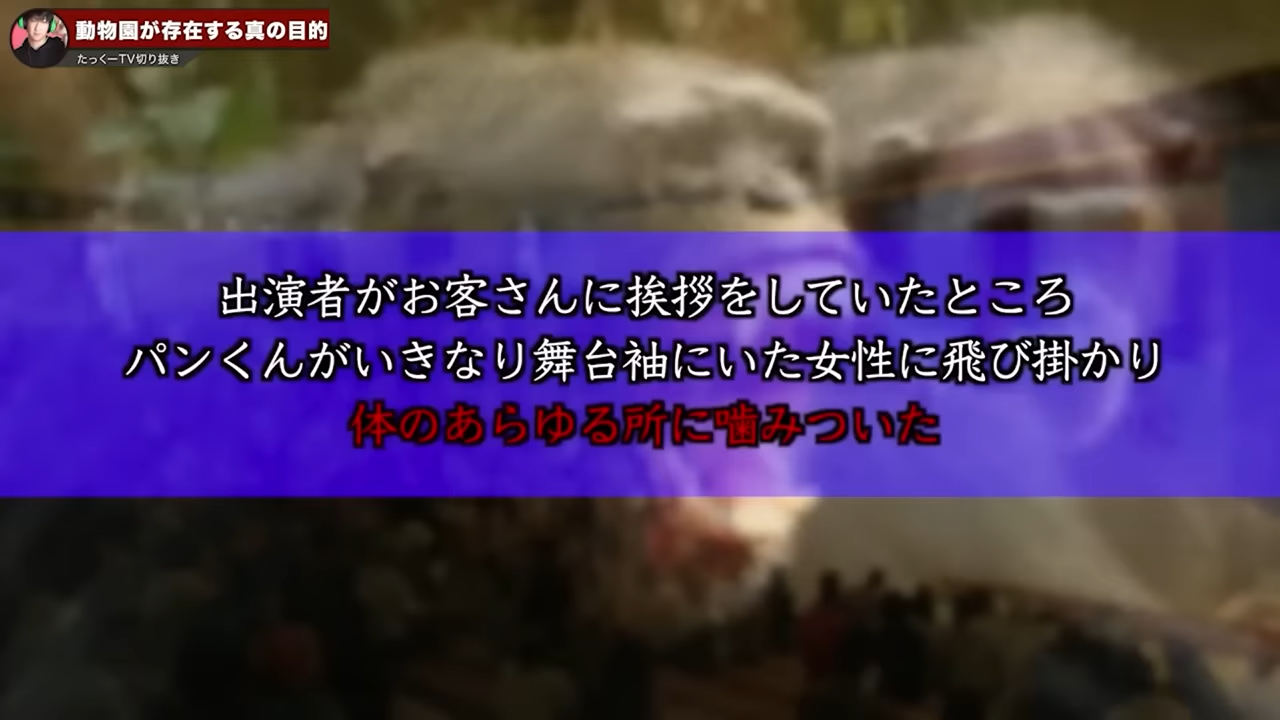 動物園が存在する真の目的
たっくーTV切り抜き
出演者がお客さんに挨拶をしていたところ
パンくんがいきなり舞台袖にいた女性に飛び掛かり
体のあらゆる所に噛みついた